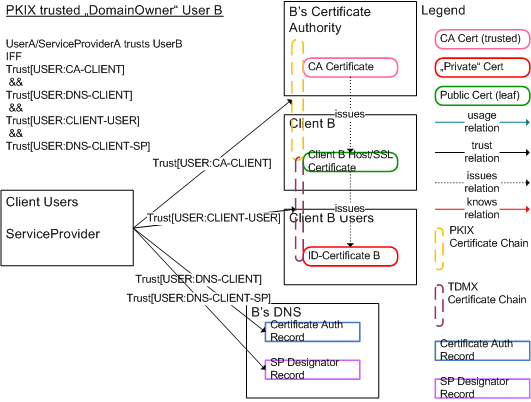 PKIX trusted „DomainOwner“ User B
UserA/ServiceProviderA trusts UserB
IFF
Trust[USER:CA-CLIENT]
&&
Trust[USER:DNS-CLIENT]
&&
Trust[USER:CLIENT-USER]
&&
Trust[USER:DNS-CLIENT-SP]
B's Certificate
Authority
CA Certificate
issues
Client B
Client B Host/SSL
Certificate
issues
Client B Users
ID-Certificate B
Trust[USER:CA-CLIENT]
Client Users
ServiceProvider
Trust[USER:CLIENT-USER]
Trust[USER:DNS-CLIENT]
Trust[USER:DNS-CLIENT-SP]
B's DNS
Certificate Auth
Record
SP Designator
Record
Legend
CA Cert (trusted)
„Private“ Cert
Public Cert (leaf)
usage
relation
trust
relation
issues
relation
knows
relation
PKIX
Certificate Chain
TDMX
Certificate Chain
Certificate Auth
Record
SP Designator
Record